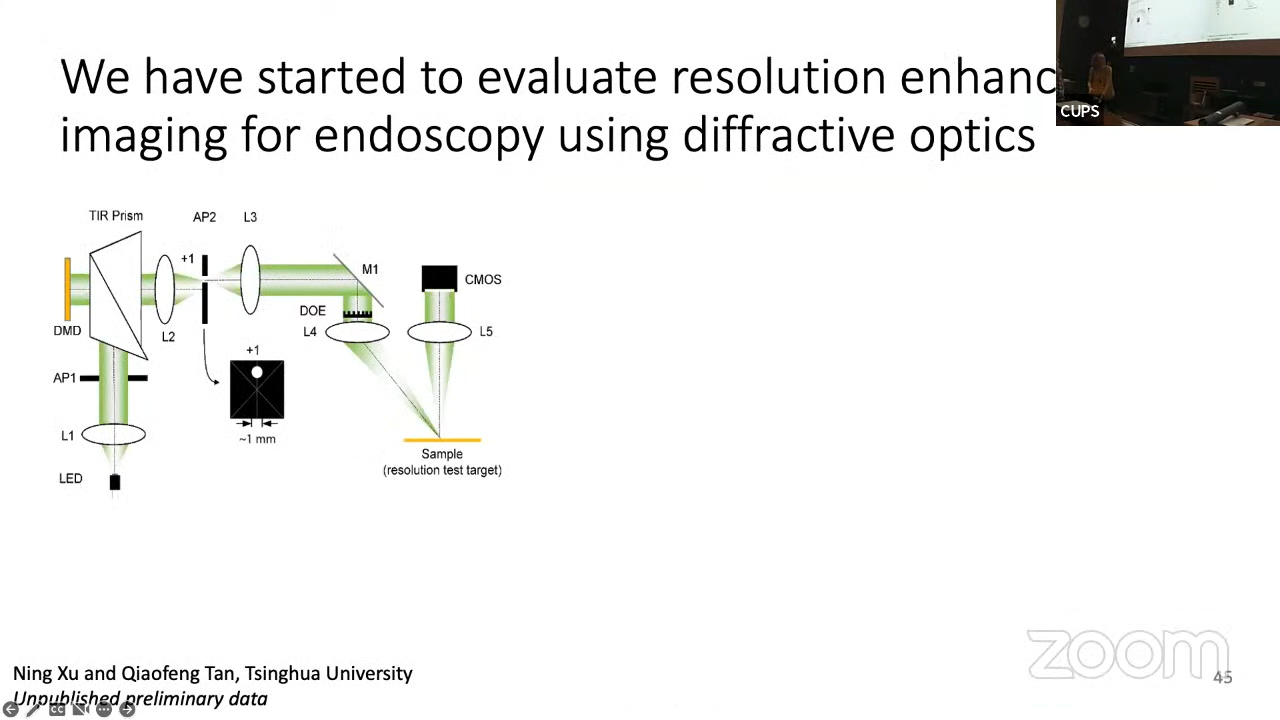 We have started to evaluate resolution enhanc
imaging for endoscopy using diffractive optics
CUPS
TIR Prism
AP2
L3
+1
M1
CMOS
DOE
DMD
L2
L4
L5
+1
AP1
~1 mm
L1
Sample
(resolution test target)
LED
Ning Xu and Qiaofeng Tan, Tsinghua University
Unpublished preliminary data
zoom
45